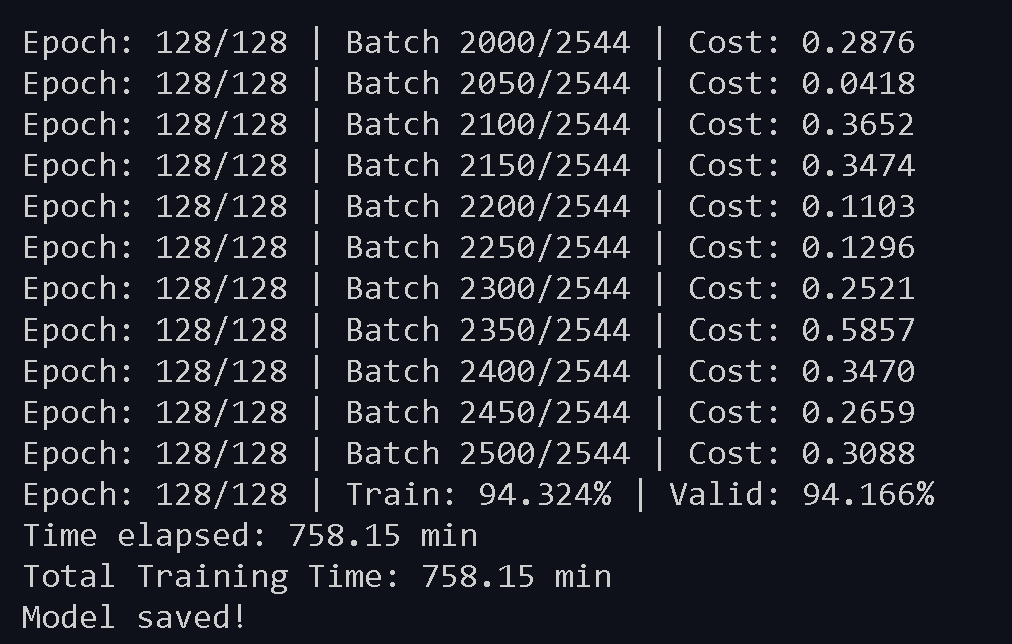 Epoch: 128/128 | Batch 2000/2544 | Cost: 0.2876
Epoch: 128/128 | Batch 2050/2544 | Cost: 0.0418
Epoch: 128/128 | Batch 2100/2544 | Cost: 0.3652
Epoch: 128/128 | Batch 2150/2544 | Cost: 0.3474
Epoch: 128/128 | Batch 2200/2544 | Cost: 0.1103
Epoch: 128/128 | Batch 2250/2544 | Cost: 0.1296
Epoch: 128/128 | Batch 2300/2544 | Cost: 0.2521
Epoch: 128/128 | Batch 2350/2544 | Cost: 0.5857
Epoch: 128/128 | Batch 2400/2544 | Cost: 0.3470
Epoch: 128/128 | Batch 2450/2544 | Cost: 0.2659
Epoch: 128/128 | Batch 2500/2544 | Cost: 0.3088
Epoch: 128/128 | Train: 94.324% | Valid: 94.166%
Time elapsed: 758.15 min
Total Training Time: 758.15 min
Model saved!